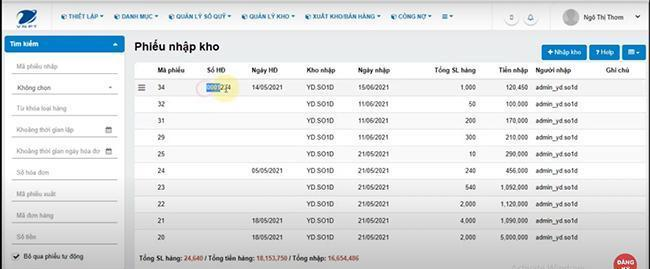 VNPT THIẾT LẬP DANH MỤC QUẢN LÝ SỔ QUỸ QUẢN LÝ KHO XUẤT KHO/BÁN HÀNG CÔNG NỢ 0 0 Ngô Thị Thơm
Tìm kiếm
Mã phiếu nhập
Không chọn
Từ khóa loại hàng
Khoảng thời gian lập
Khoảng thời gian ngày hóa đơ
Số hóa đơn
Mã phiếu xuất
Mã đơn hàng
Số tiền
Bỏ qua phiếu tự động
Phiếu nhập kho
+ Nhập kho ? Help
Mã phiếu Số HĐ Ngày HĐ Kho nhập Ngày nhập Tổng SL hàng Tiền nhập Người nhập Ghi chú
34 0001234 14/05/2021 YD.SO1D 15/06/2021 1,000 120,450 admin_yd.so1d
32 YD.SO1D 11/06/2021 50 100,000 admin_yd.so1d
31 YD.SO1D 11/06/2021 200 170,000 admin_yd.so1d
29 YD.SO1D 11/06/2021 300 210,000 admin_yd.so1d
25 YD.SO1D 21/05/2021 10 290,000 admin_yd.so1d
24 05/05/2021 YD.SO1D 21/05/2021 240 456,000 admin_yd.so1d
23 YD.SO1D 21/05/2021 540 1,092,000 admin_yd.so1d
22 YD.SO1D 21/05/2021 2,000 1,120,000 admin_yd.so1d
21 18/05/2021 YD.SO1D 21/05/2021 4,000 1,090,000 admin_yd.so1d
20 18/05/2021 YD.SO1D 21/05/2021 2,000 5,000,000 admin_yd.so1d
Tổng SL hàng: 24,640 / Tổng tiền hàng: 18,153,750 / Tổng nhập: 16,654,486
ĐĂNG